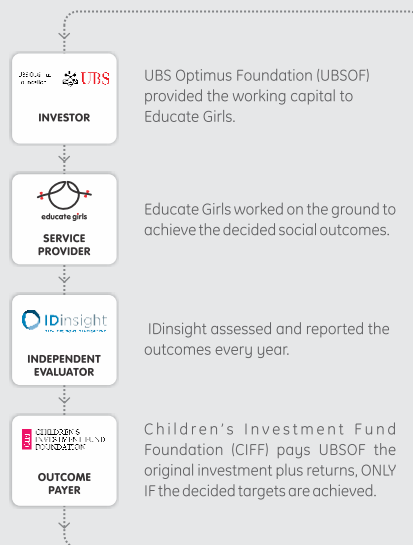 UBS
INVESTOR
UBS Optimus Foundation (UBSOF)
provided the working capital to
Educate Girls.
educate girls
SERVICE
PROVIDER
Educate Girls worked on the ground to
achieve the decided social outcomes.
IDinsight
INDEPENDENT
EVALUATOR
IDinsight assessed and reported the
outcomes every year.
CHILDREN'S
INVESTMENT FUND
FOUNDATION
OUTCOME
PAYER
Children's Investment Fund
Foundation (CIFF) pays UBSOF the
original investment plus returns, ONLY
IF the decided targets are achieved.